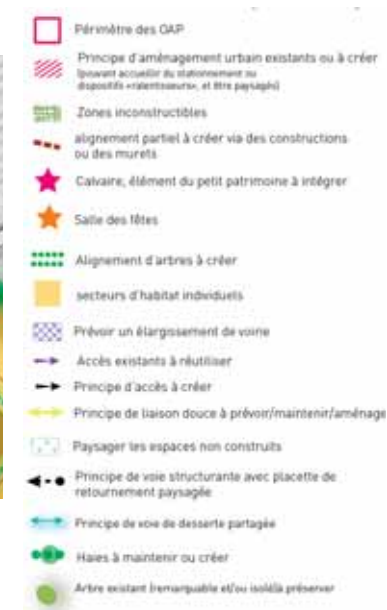 Périmètre des OAP
Principe d'aménagement urbain existants ou à créer
(pouvant accueillir du stationnement ou
dispositifs «ralentisseurs», et être paysagés)
Zones inconstructibles
alignement partiel à créer via des constructions
ou des murets
Calvaire, élément du petit patrimoine à intégrer
Salle des fêtes
Alignement d'arbres à créer
secteurs d'habitat individuels
Prévoir un élargissement de voirie
Accès existants à réutiliser
Principe d'accès à créer
Principe de liaison douce à prévoir/maintenir/aménage
Paysager les espaces non construits
Principe de voie structurante avec placette de
retournement paysagée
Principe de voie de desserte partagée
Haies à maintenir ou créer
Arbre existant (remarquable et/ou isolé)à préserver